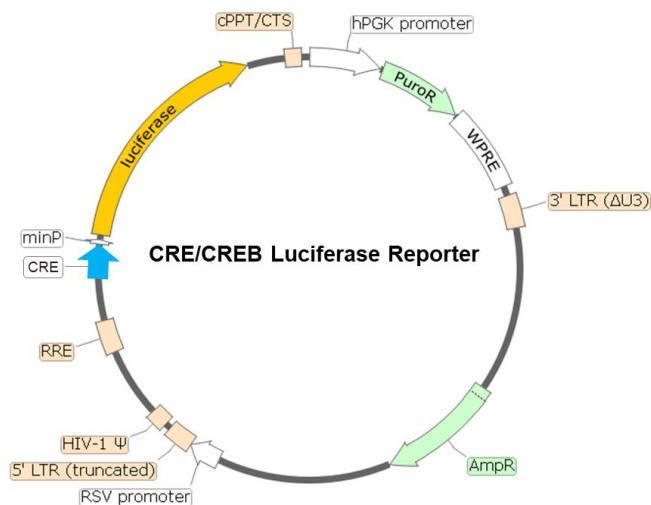 cPPT/CTS
hPGK promoter
PuroR
WPRE
luciferase
3' LTR (ΔU3)
minP
CRE/CREB Luciferase Reporter
CRE
RRE
HIV-1 Ψ
5' LTR (truncated)
RSV promoter
AmpR